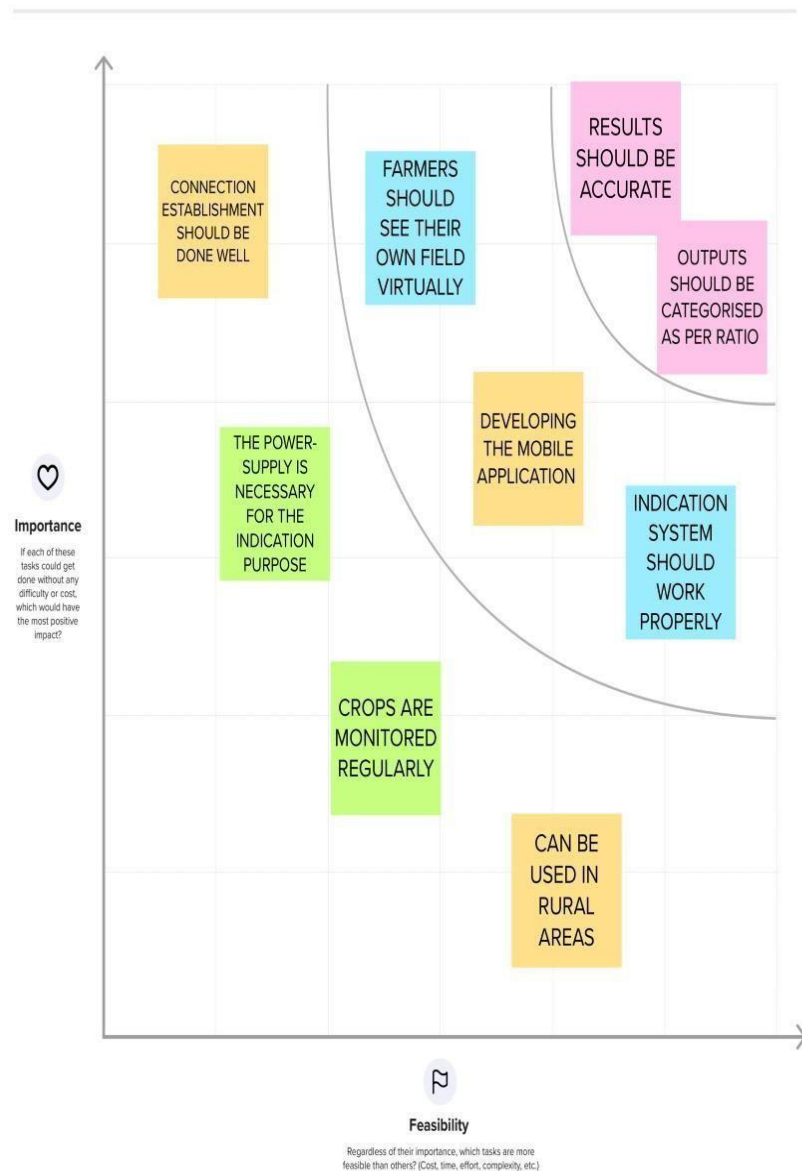 RESULTS
SHOULD BE
ACCURATE
CONNECTION
ESTABLISHMENT
SHOULD BE
DONE WELL
FARMERS
SHOULD
SEE THEIR
OWN FIELD
VIRTUALLY
OUTPUTS
SHOULD BE
CATEGORISED
AS PER RATIO
DEVELOPING
THE MOBILE
APPLICATION
THE POWER-
SUPPLY IS
NECESSARY
FOR THE
INDICATION
PURPOSE
INDICATION
SYSTEM
SHOULD
WORK
PROPERLY
Importance
If each of these
tasks could get
done without any
difficulty or cost,
which would have
the most positive
impact?
CROPS ARE
MONITORED
REGULARLY
CAN BE
USED IN
RURAL
AREAS
Feasibility
Regardless of their importance, which tasks are more
feasible than others? (Cost, time, effort, complexity, etc.)